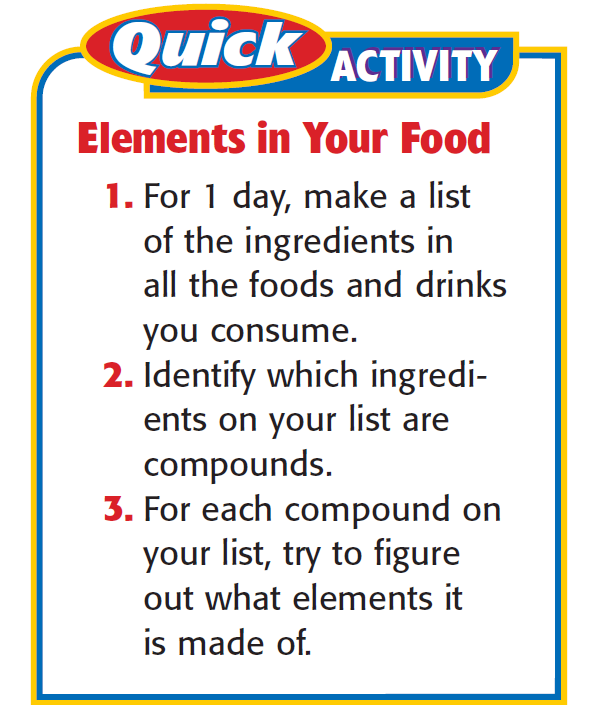 Quick
ACTIVITY
Elements in Your Food
1. For 1 day, make a list
of the ingredients in
all the foods and drinks
you consume.
2. Identify which ingredi-
ents on your list are
compounds.
3. For each compound on
your list, try to figure
out what elements it
is made of.